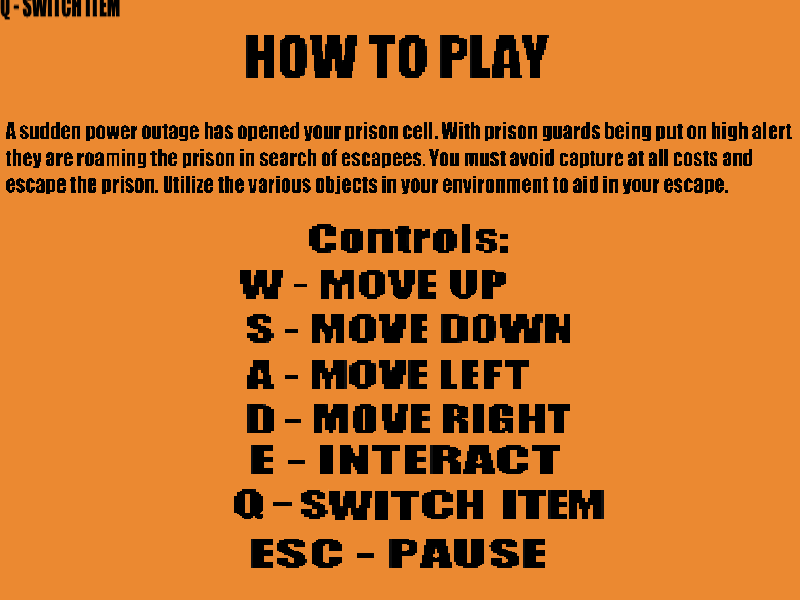 Q - SWITCH ITEM
HOW TO PLAY
A sudden power outage has opened your prison cell. With prison guards being put on high alert
they are roaming the prison in search of escapees. You must avoid capture at all costs and
escape the prison. Utilize the various objects in your environment to aid in your escape.
Controls:
W - MOVE UP
S - MOVE DOWN
A - MOVE LEFT
D - MOVE RIGHT
E - INTERACT
Q - SWITCH ITEM
ESC - PAUSE